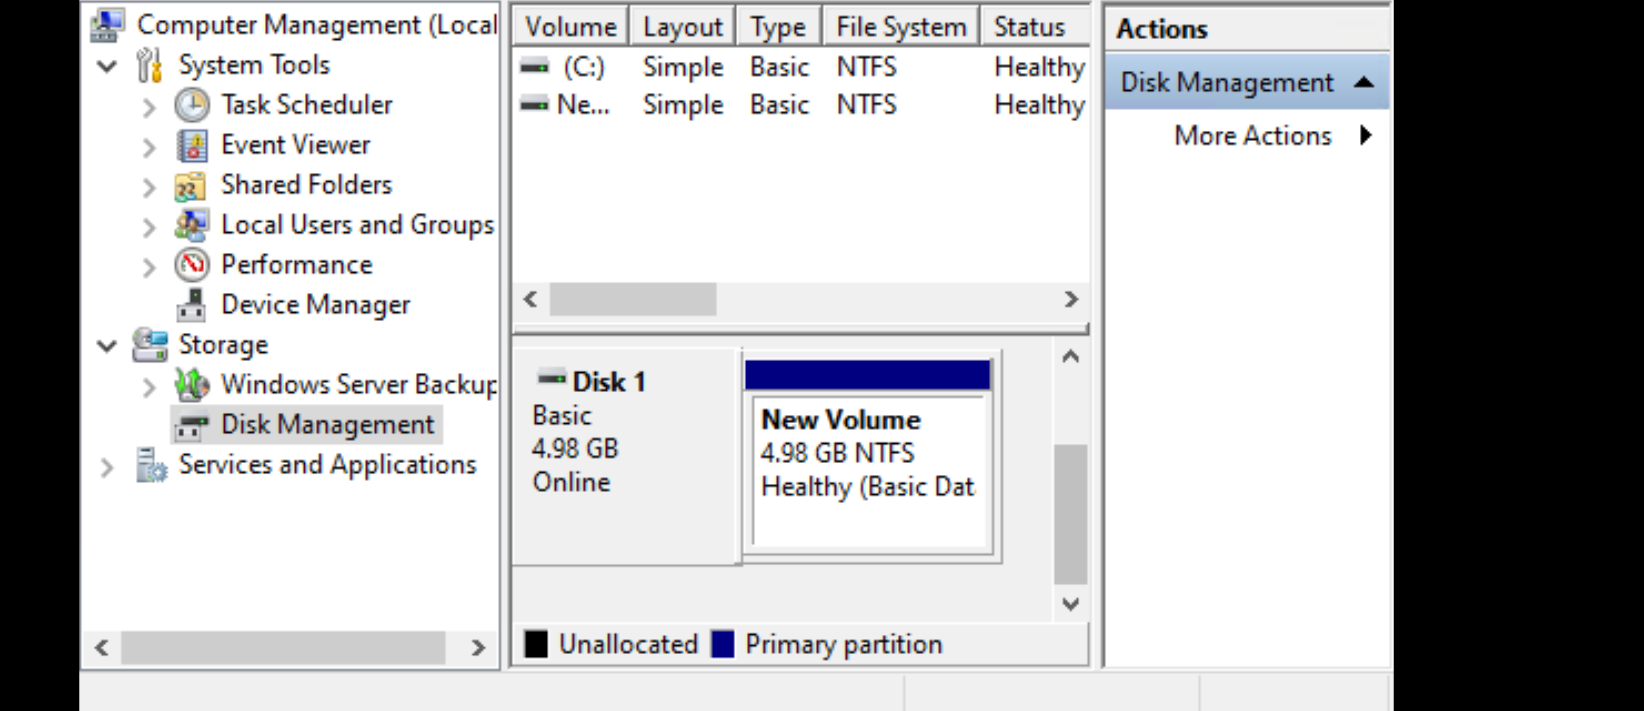 Computer Management (Local
System Tools
Task Scheduler
Event Viewer
Shared Folders
Local Users and Groups
Performance
Device Manager
Storage
Windows Server Backup
Disk Management
Services and Applications
Volume Layout Type File System Status
(C:) Simple Basic NTFS Healthy
Ne... Simple Basic NTFS Healthy
Disk 1
Basic
4.98 GB
Online
New Volume
4.98 GB NTFS
Healthy (Basic Dat
Unallocated Primary partition
Actions
Disk Management
More Actions